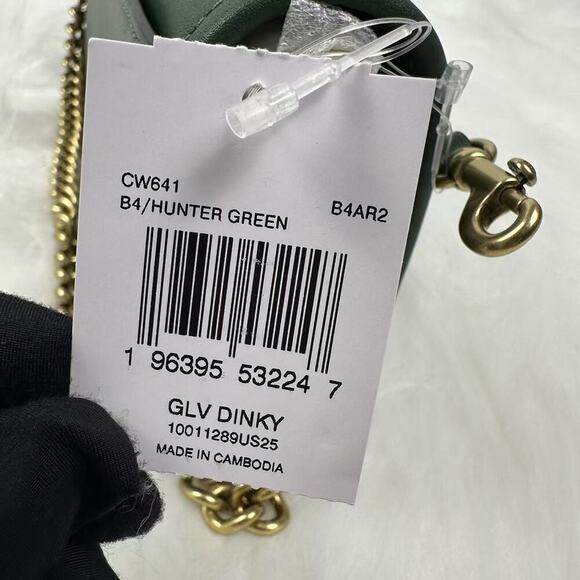 CW641
B4/HUNTER GREEN B4AR2
1 96395 53224 7
GLV DINKY
10011289US25
MADE IN CAMBODIA